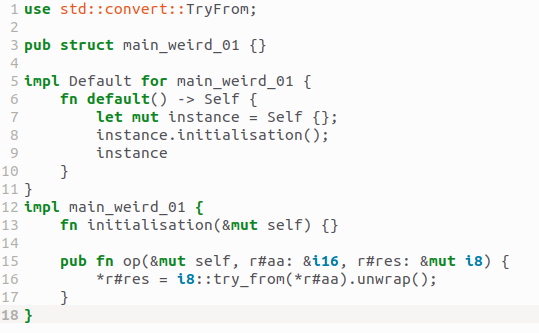 1 use std::convert::TryFrom;
2
3 pub struct main_weird_01 {}
4
5 impl Default for main_weird_01 {
6     fn default() -> Self {
7         let mut instance = Self {};
8         instance.initialisation();
9         instance
10     }
11 }
12 impl main_weird_01 {
13     fn initialisation(&mut self) {}
14
15     pub fn op(&mut self, r#aa: &i16, r#res: &mut i8) {
16         *r#res = i8::try_from(*r#aa).unwrap();
17     }
18 }